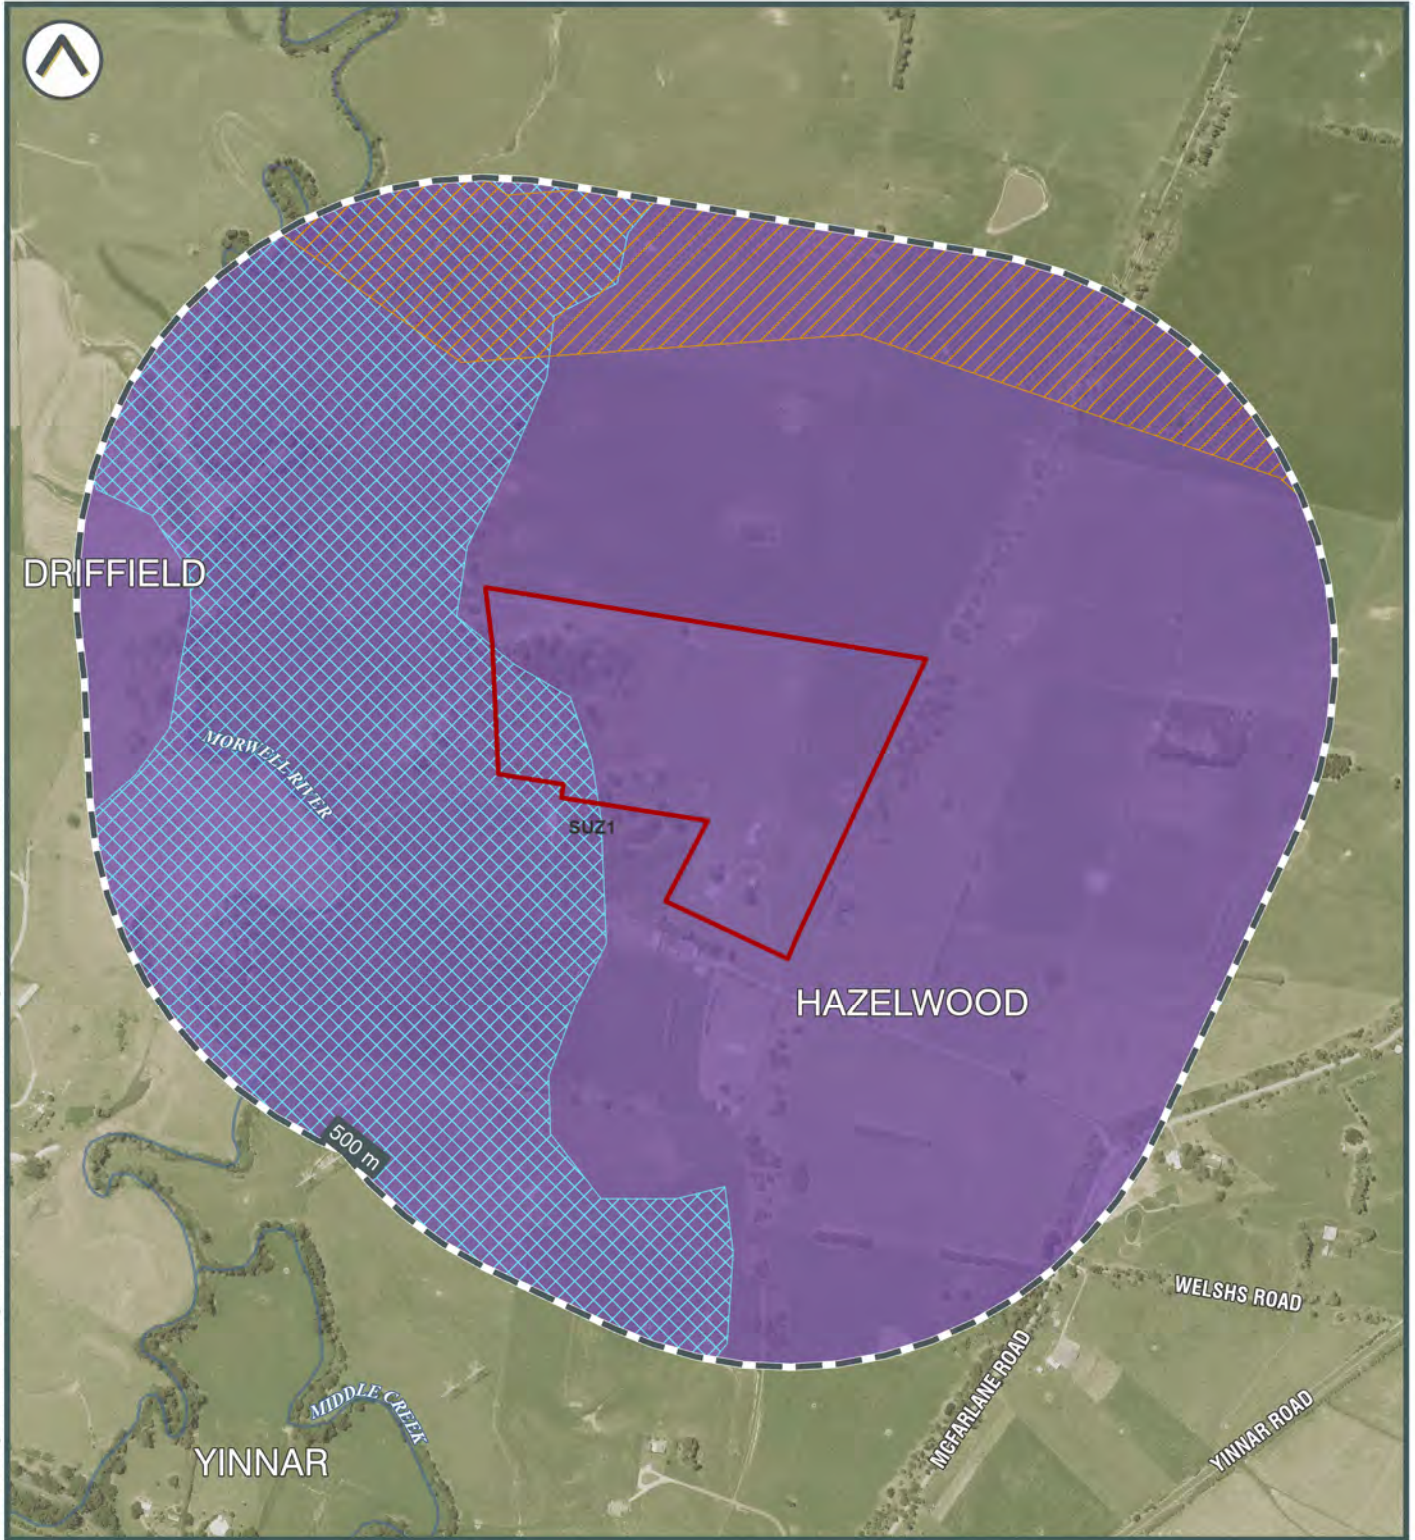 DRIFFIELD
MORWELL RIVER
SUZ1
HAZELWOOD
500 m
WELSHS ROAD
MCFARLANE ROAD
YINNAR ROAD
MIDDLE CREEK
YINNAR